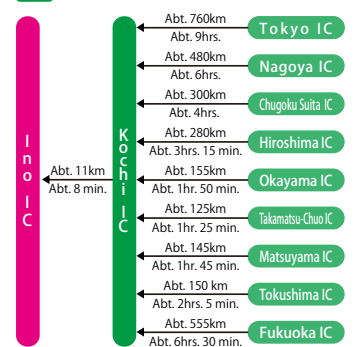 Abt. 760km
Abt. 9hrs.
Tokyo IC
Abt. 480km
Abt. 6hrs.
Nagoya IC
Abt. 300km
Abt. 4hrs.
Chugoku Suita IC
Abt. 280km
Abt. 3hrs. 15 min.
Hiroshima IC
Ino IC
Abt. 11km
Abt. 8 min.
Kochi IC
Abt. 155km
Abt. 1hr. 50 min.
Okayama IC
Abt. 125km
Abt. 1hr. 25 min.
Takamatsu-Chuo IC
Abt. 145km
Abt. 1hr. 45 min.
Matsuyama IC
Abt. 150 km
Abt. 2hrs. 5 min.
Tokushima IC
Abt. 555km
Abt. 6hrs. 30 min.
Fukuoka IC